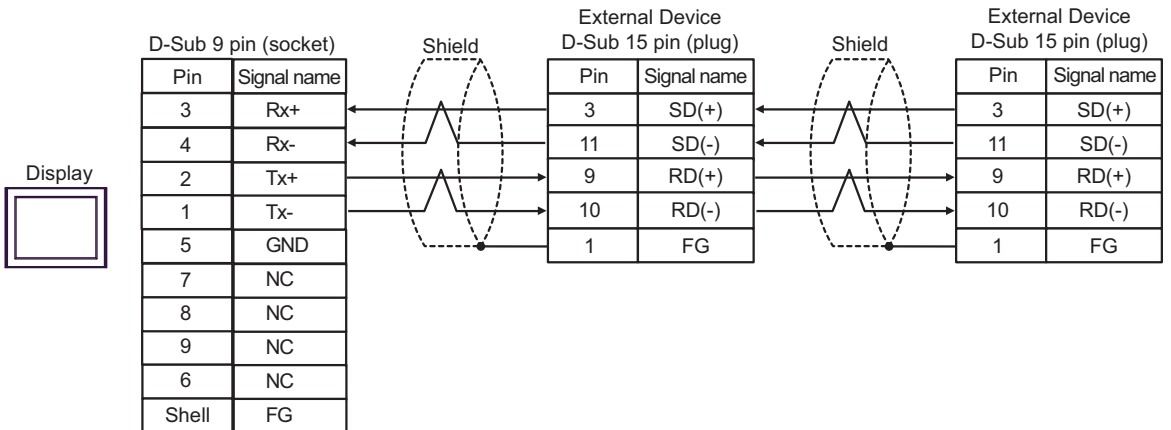 Display
D-Sub 9 pin (socket)
Pin Signal name
3 Rx+
4 Rx-
2 Tx+
1 Tx-
5 GND
7 NC
8 NC
9 NC
6 NC
Shell FG
Shield
External Device
D-Sub 15 pin (plug)
Pin Signal name
3 SD(+)
11 SD(-)
9 RD(+)
10 RD(-)
1 FG
Shield
External Device
D-Sub 15 pin (plug)
Pin Signal name
3 SD(+)
11 SD(-)
9 RD(+)
10 RD(-)
1 FG